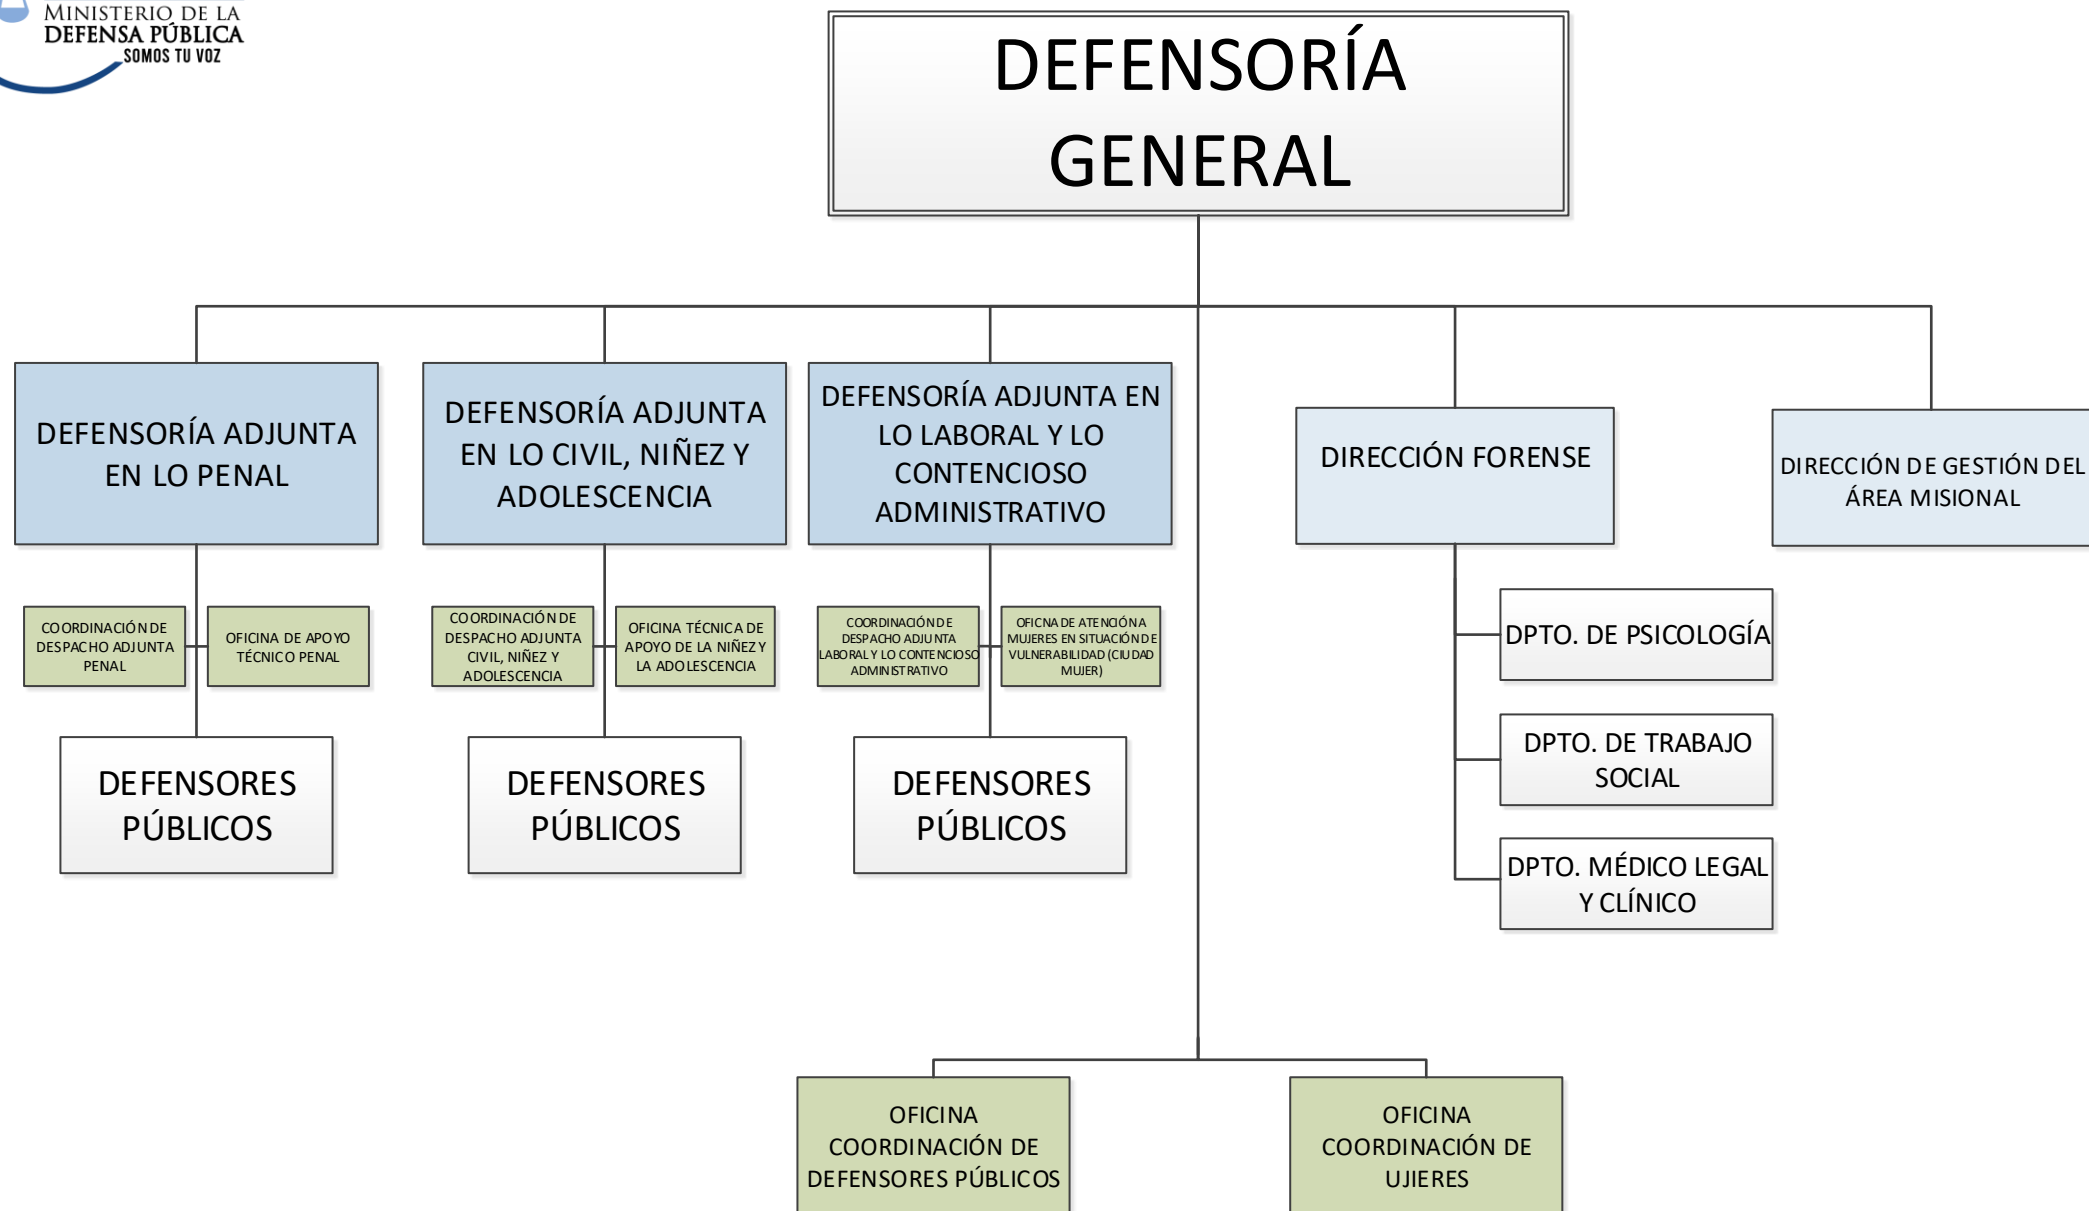 MINISTERIO DE LA
DEFENSA PÚBLICA
SOMOS TU VOZ
DEFENSORÍA
GENERAL
DEFENSORÍA ADJUNTA
EN LO PENAL
DEFENSORÍA ADJUNTA
EN LO CIVIL, NIÑEZ Y
ADOLESCENCIA
DEFENSORÍA ADJUNTA EN
LO LABORAL Y LO
CONTENCIOSO
ADMINISTRATIVO
DIRECCIÓN FORENSE
DIRECCIÓN DE GESTIÓN DEL
ÁREA MISIONAL
COORDINACIÓN DE
DESPACHO ADJUNTA
PENAL
OFICINA DE APOYO
TÉCNICO PENAL
COORDINACIÓN DE
DESPACHO ADJUNTA
CIVIL, NIÑEZ Y
ADOLESCENCIA
OFICINA TÉCNICA DE
APOYO DE LA NIÑEZ Y
LA ADOLESCENCIA
COORDINACIÓN DE
DESPACHO ADJUNTA
LABORAL Y LO CONTENCIOSO
ADMINISTRATIVO
OFICNA DE ATENCIÓN A
MUJERES EN SITUACIÓN DE
VULNERABILIDAD (CIUDAD
MUJER)
DPTO. DE PSICOLOGÍA
DPTO. DE TRABAJO
SOCIAL
DPTO. MÉDICO LEGAL
Y CLÍNICO
DEFENSORES
PÚBLICOS
DEFENSORES
PÚBLICOS
DEFENSORES
PÚBLICOS
OFICINA
COORDINACIÓN DE
DEFENSORES PÚBLICOS
OFICINA
COORDINACIÓN DE
UJIERES